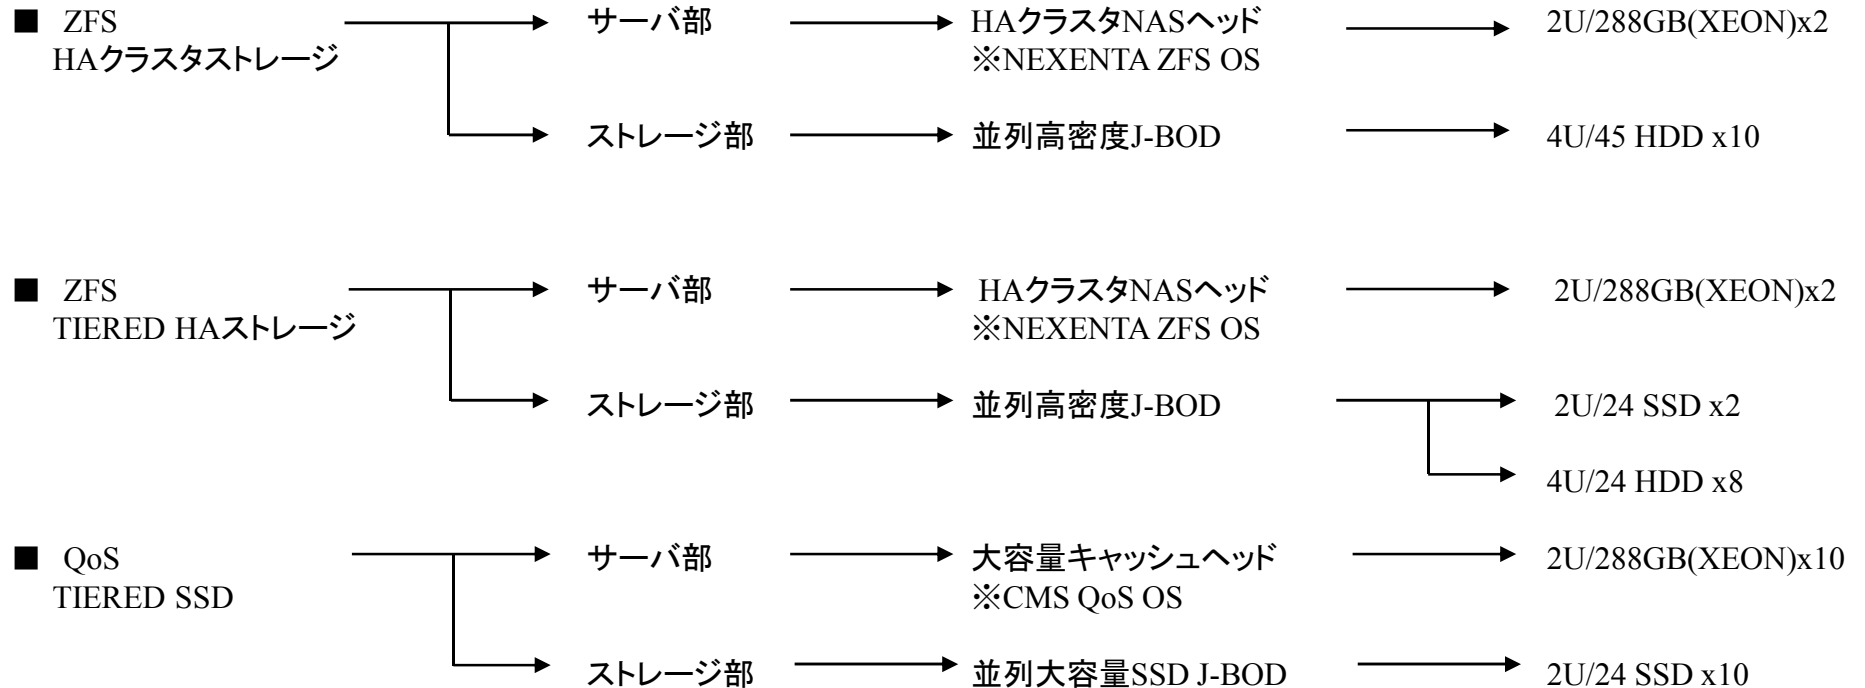 ■ ZFS サーバ部 HAクラスタNASヘッド 2U/288GB(XEON)x2
HAクラスタストレージ ※NEXENTA ZFS OS
ストレージ部 並列高密度J-BOD 4U/45 HDD x10
■ ZFS サーバ部 HAクラスタNASヘッド 2U/288GB(XEON)x2
TIERED HAストレージ ※NEXENTA ZFS OS
ストレージ部 並列高密度J-BOD 2U/24 SSD x2
4U/24 HDD x8
■ QoS サーバ部 大容量キャッシュヘッド 2U/288GB(XEON)x10
TIERED SSD ※CMS QoS OS
ストレージ部 並列大容量SSD J-BOD 2U/24 SSD x10